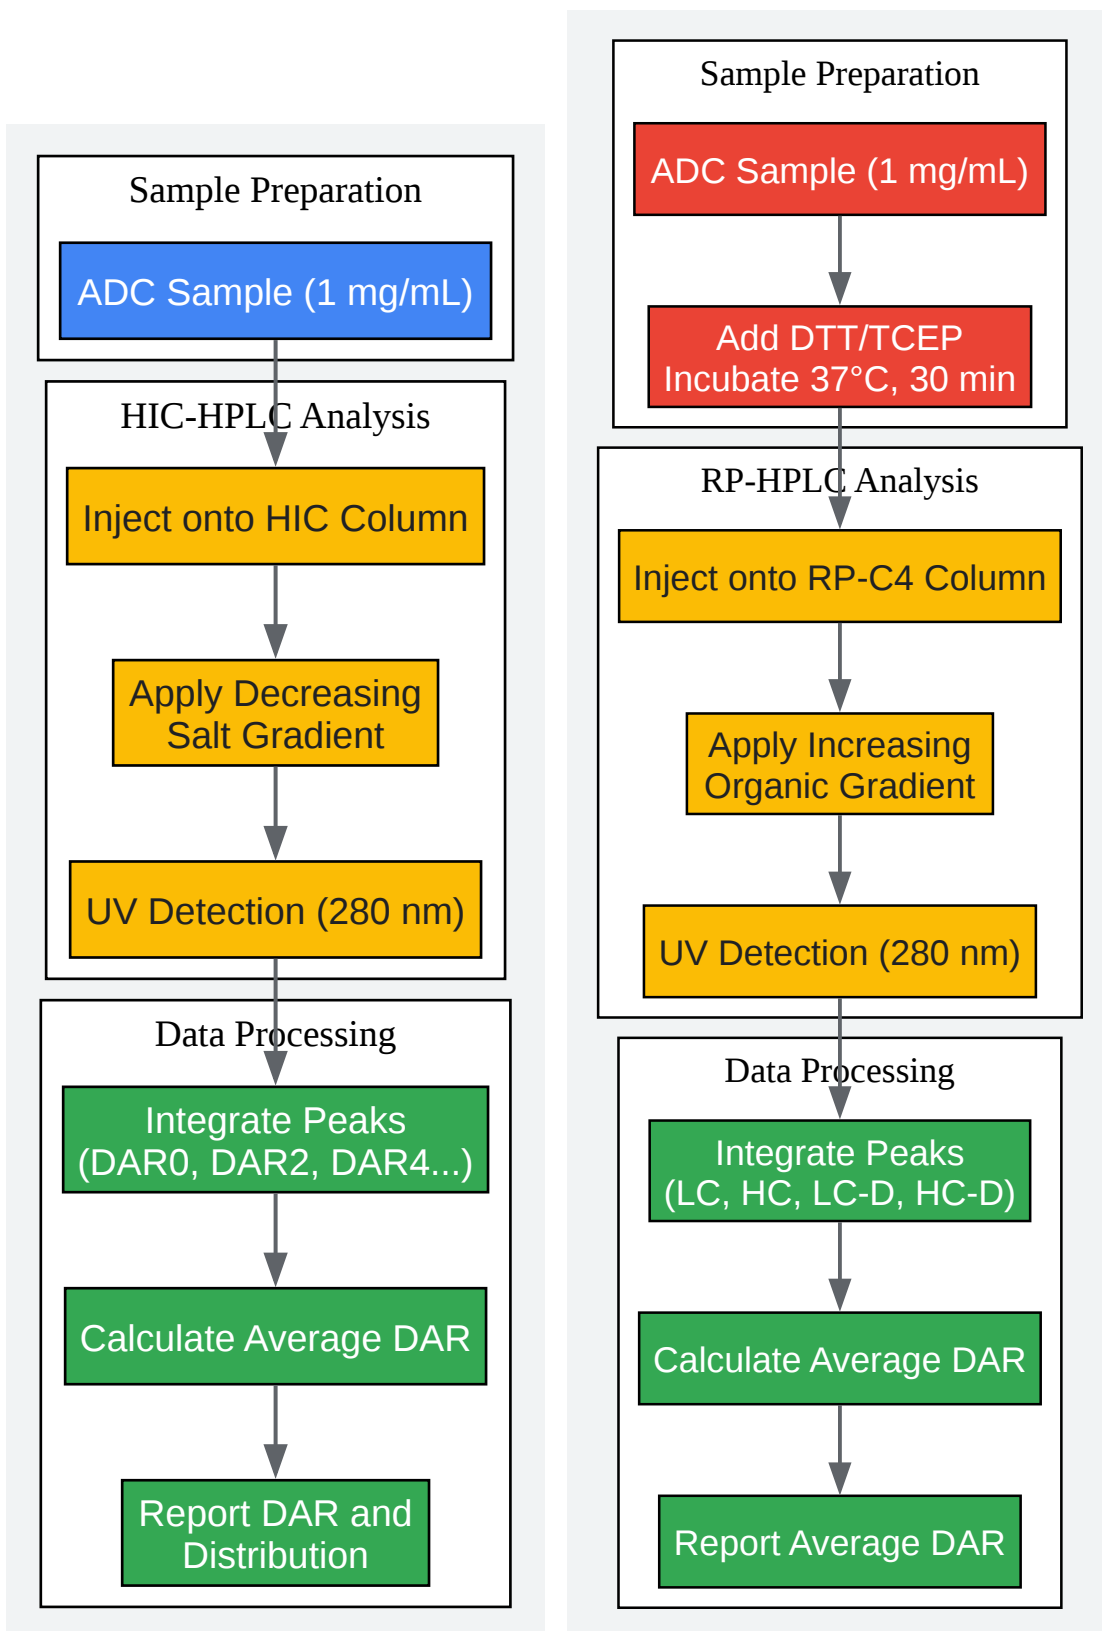 Sample Preparation
ADC Sample (1 mg/mL)
HIC-HPLC Analysis
Inject onto HIC Column
Apply Decreasing
Salt Gradient
UV Detection (280 nm)
Data Processing
Integrate Peaks
(DAR0, DAR2, DAR4...)
Calculate Average DAR
Report DAR and
Distribution
Sample Preparation
ADC Sample (1 mg/mL)
Add DTT/TCEP
Incubate 37°C, 30 min
RP-HPLC Analysis
Inject onto RP-C4 Column
Apply Increasing
Organic Gradient
UV Detection (280 nm)
Data Processing
Integrate Peaks
(LC, HC, LC-D, HC-D)
Calculate Average DAR
Report Average DAR